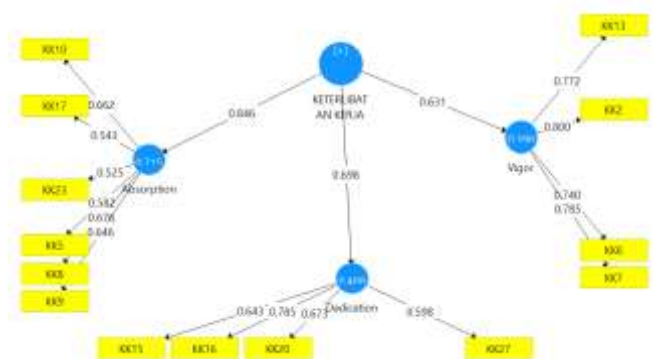 KK10
KK13
[+]
0.662
KETERLIBAT
AN KERJA
0.772
KK17
0.846
0.631
KK2
0.543
0.800
0.525
Absorption
Vigor
KK23
0.698
0.582
0.740
0.678
0.785
KK5
0.646
KK6
KK8
KK7
KK9
Dedication
0.643
0.785
0.673
0.598
KK15
KK16
KK20
KK27